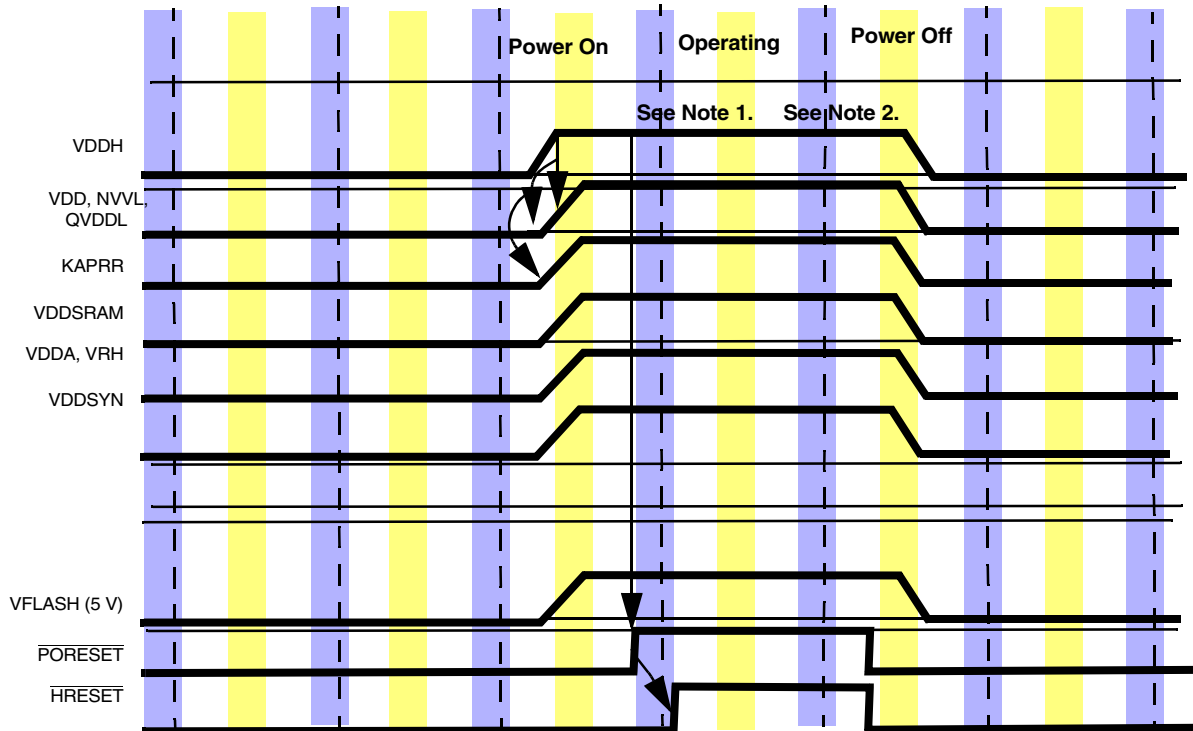 Power On Operating Power Off
See Note 1. See Note 2.
VDDH
VDD, NVVL,
QVDDL
KAPRR
VDDSRAM
VDDA, VRH
VDDSYN
VFLASH (5 V)
PORESET
HRESET